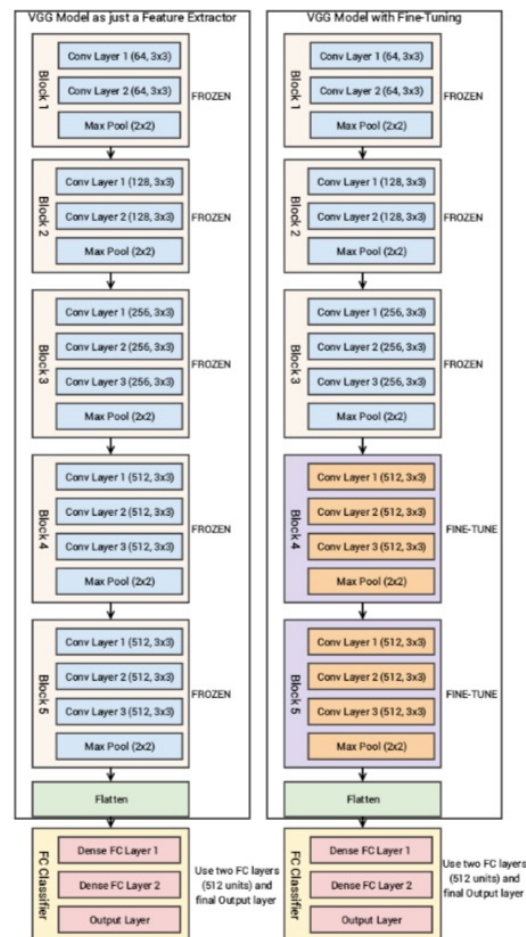 VGG Model as just a Feature Extractor
Block 1
Conv Layer 1 (64, 3x3)
Conv Layer 2 (64, 3x3)
Max Pool (2x2)
FROZEN
Block 2
Conv Layer 1 (128, 3x3)
Conv Layer 2 (128, 3x3)
Max Pool (2x2)
FROZEN
Block 3
Conv Layer 1 (256, 3x3)
Conv Layer 2 (256, 3x3)
Conv Layer 3 (256, 3x3)
Max Pool (2x2)
FROZEN
Block 4
Conv Layer 1 (512, 3x3)
Conv Layer 2 (512, 3x3)
Conv Layer 3 (512, 3x3)
Max Pool (2x2)
FROZEN
Block 5
Conv Layer 1 (512, 3x3)
Conv Layer 2 (512, 3x3)
Conv Layer 3 (512, 3x3)
Max Pool (2x2)
FROZEN
Flatten
FC Classifier
Dense FC Layer 1
Dense FC Layer 2
Output Layer
Use two FC layers
(512 units) and
final Output layer
VGG Model with Fine-Tuning
Block 1
Conv Layer 1 (64, 3x3)
Conv Layer 2 (64, 3x3)
Max Pool (2x2)
FROZEN
Block 2
Conv Layer 1 (128, 3x3)
Conv Layer 2 (128, 3x3)
Max Pool (2x2)
FROZEN
Block 3
Conv Layer 1 (256, 3x3)
Conv Layer 2 (256, 3x3)
Conv Layer 3 (256, 3x3)
Max Pool (2x2)
FROZEN
Block 4
Conv Layer 1 (512, 3x3)
Conv Layer 2 (512, 3x3)
Conv Layer 3 (512, 3x3)
Max Pool (2x2)
FINE-TUNE
Block 5
Conv Layer 1 (512, 3x3)
Conv Layer 2 (512, 3x3)
Conv Layer 3 (512, 3x3)
Max Pool (2x2)
FINE-TUNE
Flatten
FC Classifier
Dense FC Layer 1
Dense FC Layer 2
Output Layer
Use two FC layers
(512 units) and
final Output layer